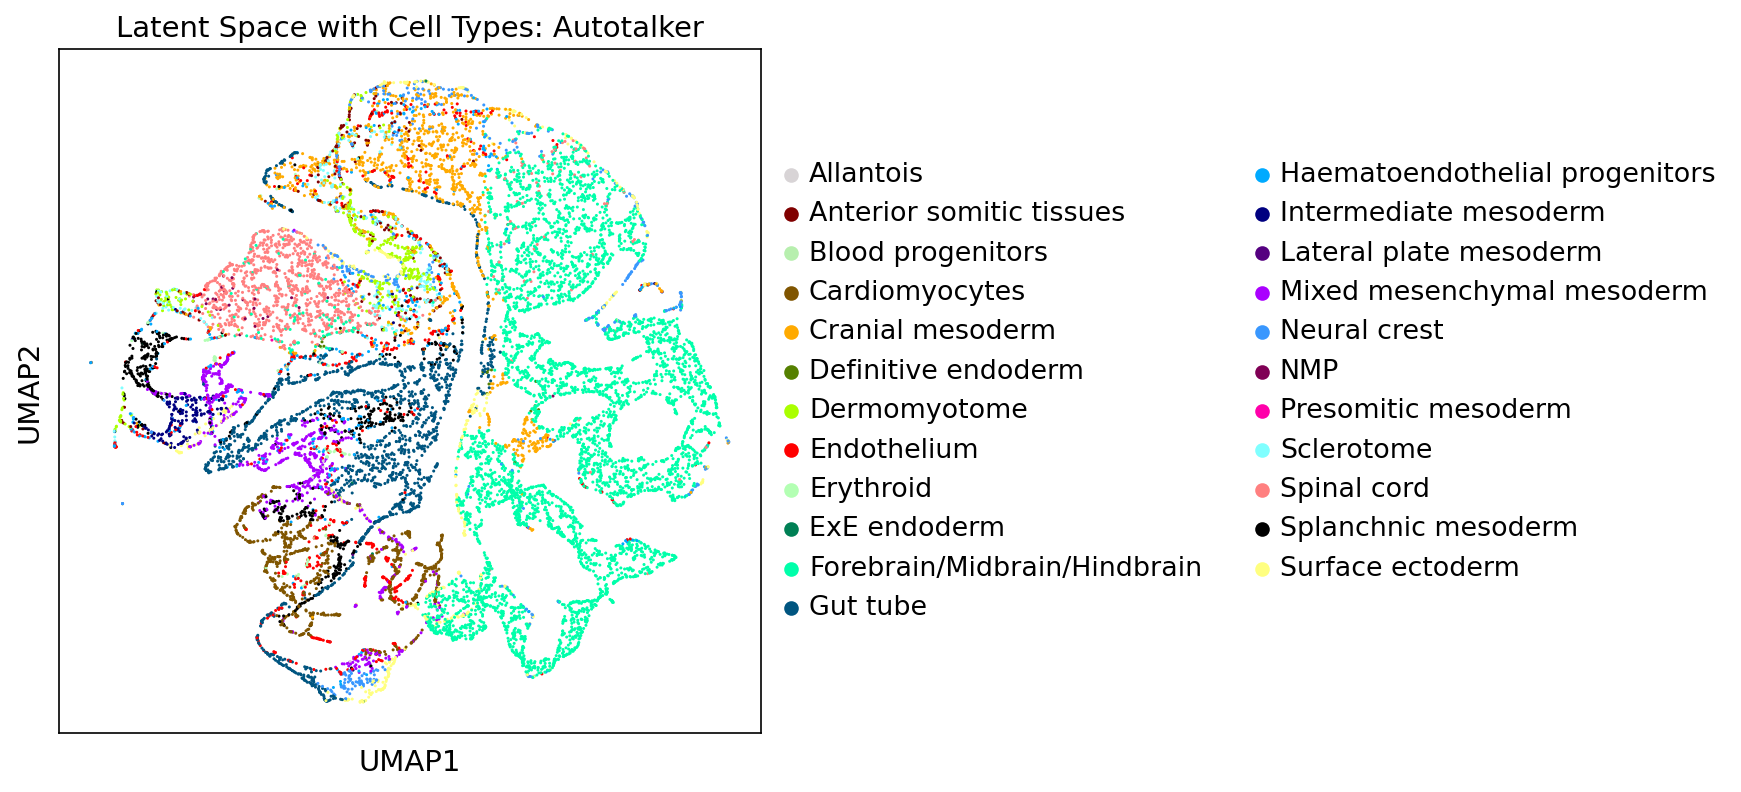 Latent Space with Cell Types: Autotalker
UMAP2
UMAP1
Allantois
Anterior somitic tissues
Blood progenitors
Cardiomyocytes
Cranial mesoderm
Definitive endoderm
Dermomyotome
Endothelium
Erythroid
ExE endoderm
Forebrain/Midbrain/Hindbrain
Gut tube
Haematoendothelial progenitors
Intermediate mesoderm
Lateral plate mesoderm
Mixed mesenchymal mesoderm
Neural crest
NMP
Presomitic mesoderm
Sclerotome
Spinal cord
Splanchnic mesoderm
Surface ectoderm